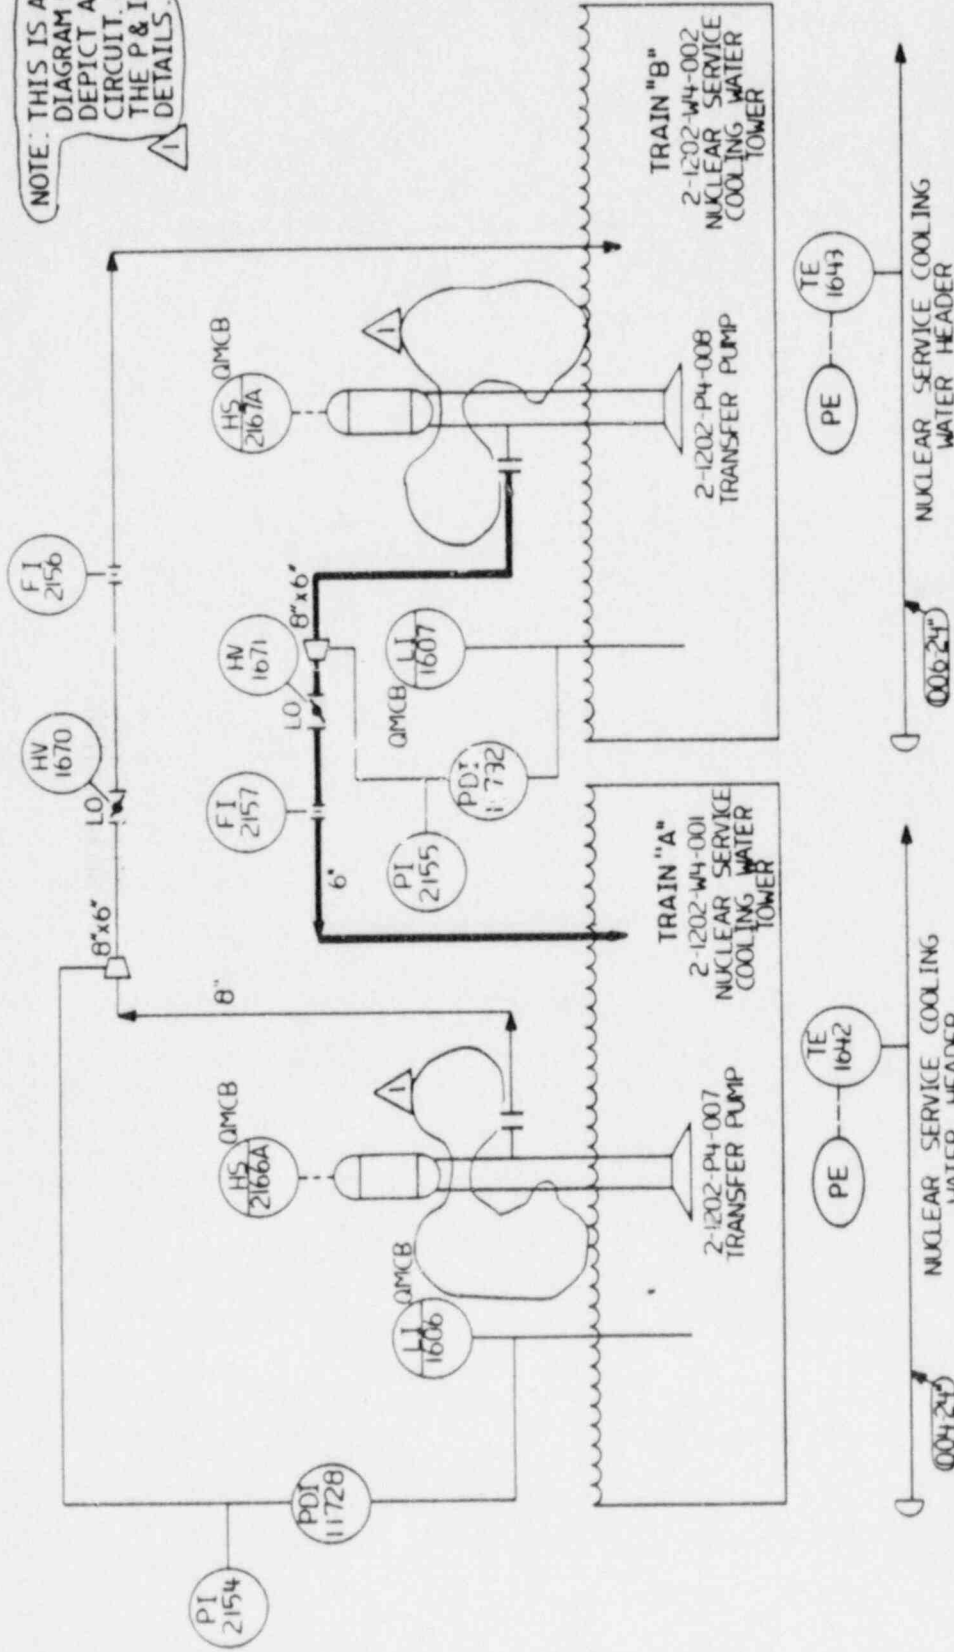 NOTE: THIS IS A
DIAGRAM
DEPICT A
CIRCUIT.
THE P & I
DETAILS.
1
FI
2156
HV
1670
LO
8"x6"
8"
HS
2167A
QMCB
1
HV
1671
LO
8"x6"
FI
2157
6"
QMCB
LI
1607
PI
2155
PDI
HS
2166A
QMCB
1
LI
1606
QMCB
PDI
11728
PI
2154
TRAIN "B"
2-1202-W4-002
NUCLEAR SERVICE
COOLING WATER
TOWER
2-1202-P4-008
TRANSFER PUMP
TRAIN "A"
2-1202-W4-001
NUCLEAR SERVICE
COOLING WATER
TOWER
2-1202-P4-007
TRANSFER PUMP
TE
1643
PE
NUCLEAR SERVICE COOLING
WATER HEADER
006-24"
TE
1642
PE
NUCLEAR SERVICE COOLING
WATER HEADER
004-24"